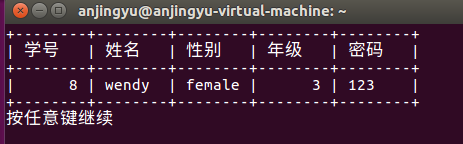 anjingyu@anjingyu-virtual-machine: ~
+--------+--------+--------+--------+--------+
| 学号 | 姓名 | 性别 | 年级 | 密码 |
+--------+--------+--------+--------+--------+
| 8 | wendy | female | 3 | 123 |
+--------+--------+--------+--------+--------+
按任意键继续